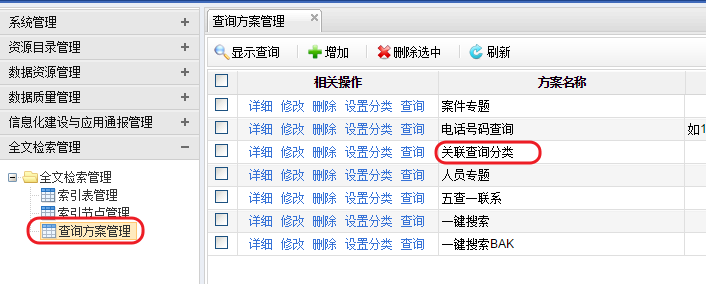 系统管理
资源目录管理
数据资源管理
数据质量管理
信息化建设与应用通报管理
全文检索管理
全文检索管理
索引表管理
索引节点管理
查询方案管理
查询方案管理
显示查询 增加 删除选中 刷新
相关操作 方案名称
详细 修改 删除 设置分类 查询 案件专题
详细 修改 删除 设置分类 查询 电话号码查询 如1
详细 修改 删除 设置分类 查询 关联查询分类
详细 修改 删除 设置分类 查询 人员专题
详细 修改 删除 设置分类 查询 五查一联系
详细 修改 删除 设置分类 查询 一键搜索
详细 修改 删除 设置分类 查询 一键搜索BAK